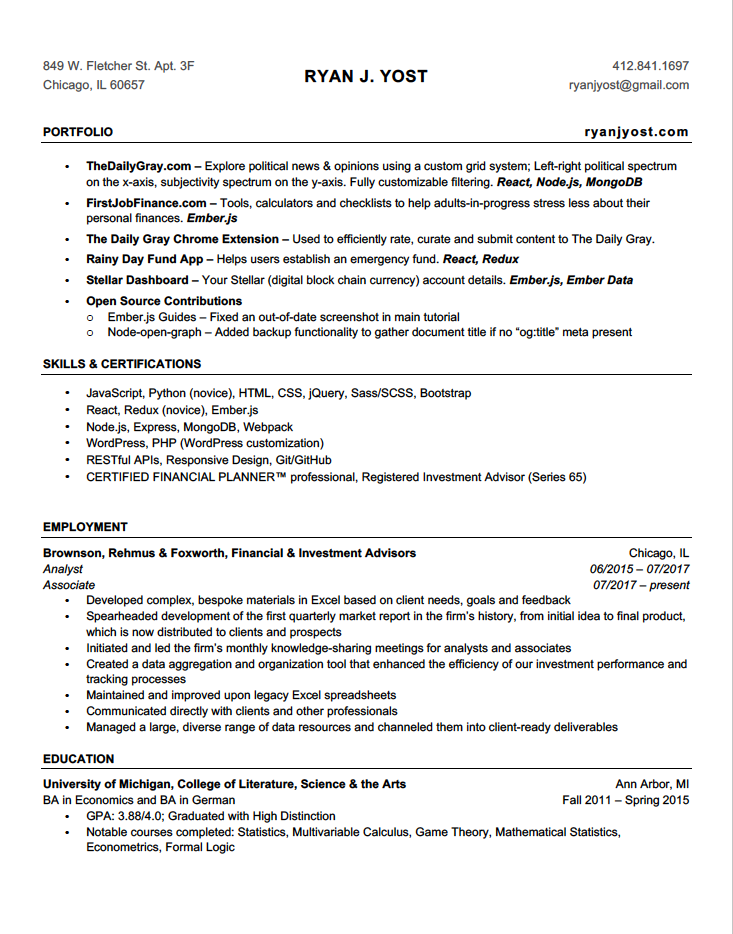 849 W. Fletcher St. Apt. 3F
Chicago, IL 60657
RYAN J. YOST
412.841.1697
ryanjyost@gmail.com
PORTFOLIO
ryanjyost.com
• TheDailyGray.com – Explore political news & opinions using a custom grid system; Left-right political spectrum
on the x-axis, subjectivity spectrum on the y-axis. Fully customizable filtering. React, Node.js, MongoDB
• FirstJobFinance.com – Tools, calculators and checklists to help adults-in-progress stress less about their
personal finances. Ember.js
• The Daily Gray Chrome Extension – Used to efficiently rate, curate and submit content to The Daily Gray.
• Rainy Day Fund App – Helps users establish an emergency fund. React, Redux
• Stellar Dashboard – Your Stellar (digital block chain currency) account details. Ember.js, Ember Data
• Open Source Contributions
o Ember.js Guides – Fixed an out-of-date screenshot in main tutorial
o Node-open-graph – Added backup functionality to gather document title if no “og:title” meta present
SKILLS & CERTIFICATIONS
• JavaScript, Python (novice), HTML, CSS, jQuery, Sass/SCSS, Bootstrap
• React, Redux (novice), Ember.js
• Node.js, Express, MongoDB, Webpack
• WordPress, PHP (WordPress customization)
• RESTful APIs, Responsive Design, Git/GitHub
• CERTIFIED FINANCIAL PLANNER™ professional, Registered Investment Advisor (Series 65)
EMPLOYMENT
Brownson, Rehmus & Foxworth, Financial & Investment Advisors Chicago, IL
Analyst 06/2015 – 07/2017
Associate 07/2017 – present
• Developed complex, bespoke materials in Excel based on client needs, goals and feedback
• Spearheaded development of the first quarterly market report in the firm’s history, from initial idea to final product,
which is now distributed to clients and prospects
• Initiated and led the firm’s monthly knowledge-sharing meetings for analysts and associates
• Created a data aggregation and organization tool that enhanced the efficiency of our investment performance and
tracking processes
• Maintained and improved upon legacy Excel spreadsheets
• Communicated directly with clients and other professionals
• Managed a large, diverse range of data resources and channeled them into client-ready deliverables
EDUCATION
University of Michigan, College of Literature, Science & the Arts Ann Arbor, MI
BA in Economics and BA in German Fall 2011 – Spring 2015
• GPA: 3.88/4.0; Graduated with High Distinction
• Notable courses completed: Statistics, Multivariable Calculus, Game Theory, Mathematical Statistics,
Econometrics, Formal Logic